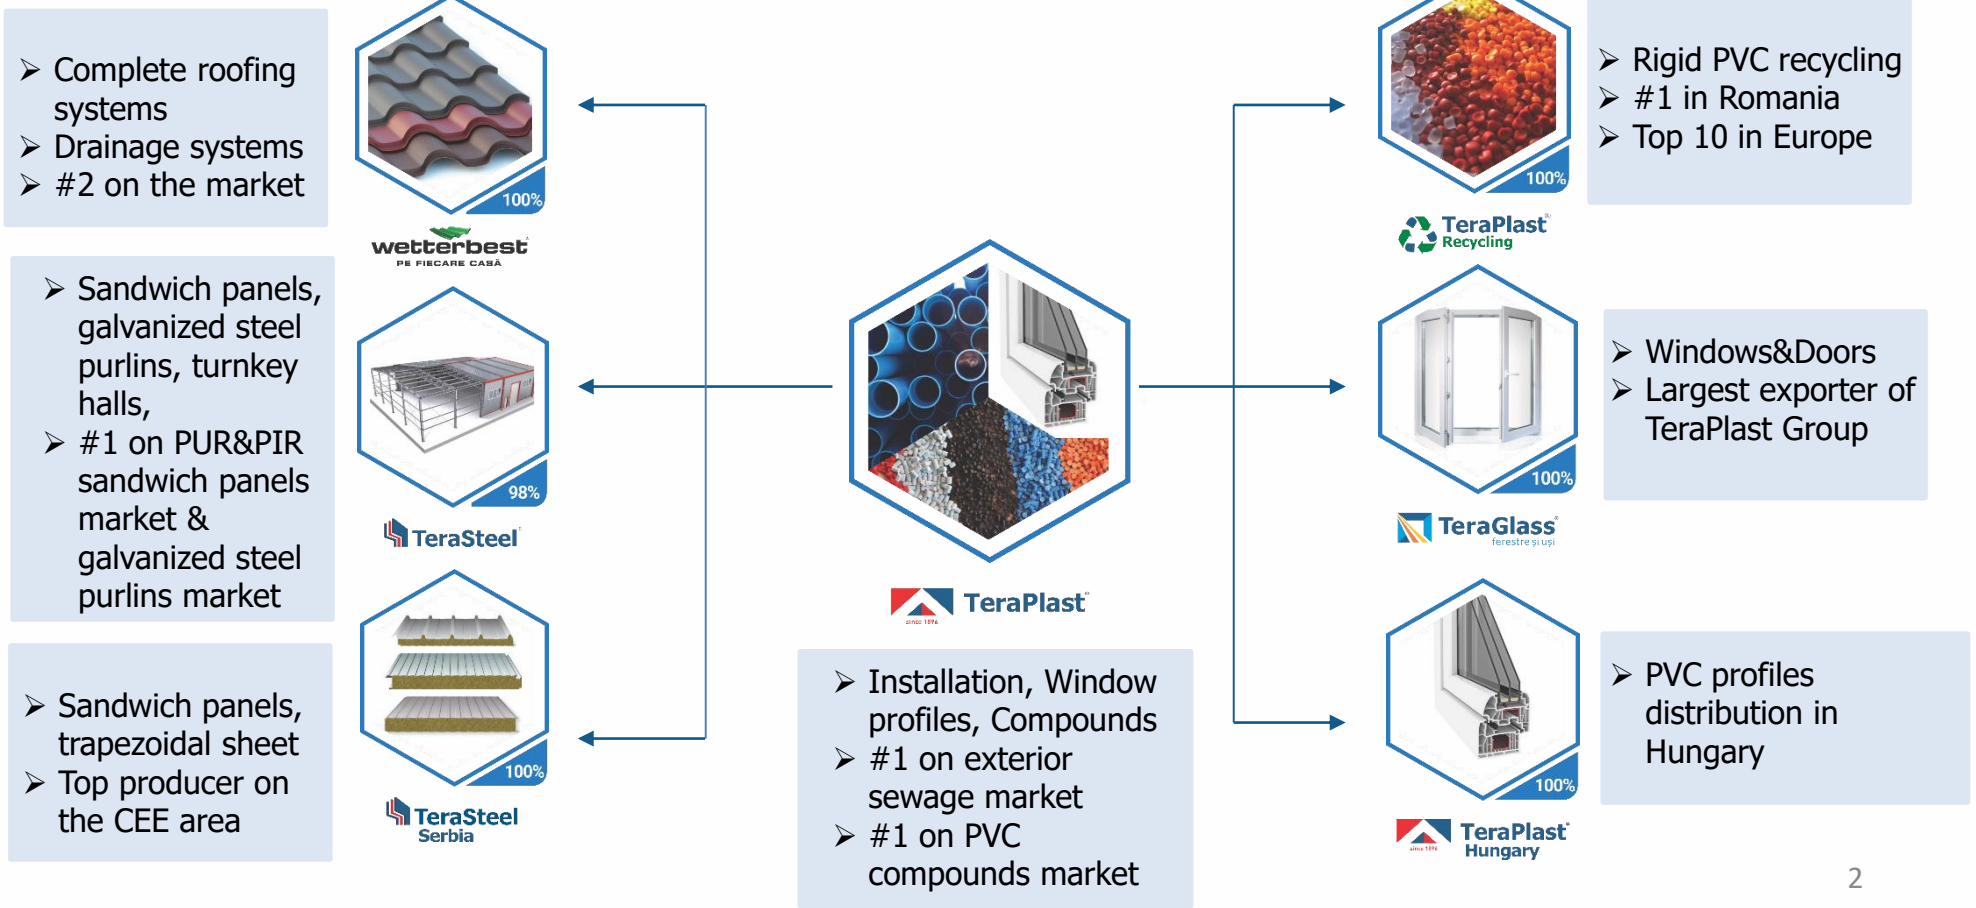 ➢ Complete roofing
systems
➢ Drainage systems
➢ #2 on the market
100%
wetterbest
PE FIECARE CASĂ
➢ Sandwich panels,
galvanized steel
purlins, turnkey
halls,
➢ #1 on PUR&PIR
sandwich panels
market &
galvanized steel
purlins market
98%
TeraSteel
➢ Sandwich panels,
trapezoidal sheet
➢ Top producer on
the CEE area
100%
TeraSteel
Serbia
TeraPlast®
since 1896
➢ Installation, Window
profiles, Compounds
➢ #1 on exterior
sewage market
➢ #1 on PVC
compounds market
100%
TeraPlast®
Recycling
➢ Rigid PVC recycling
➢ #1 in Romania
➢ Top 10 in Europe
100%
TeraGlass®
ferestre și uși
➢ Windows&Doors
➢ Largest exporter of
TeraPlast Group
100%
TeraPlast®
since 1896
Hungary
➢ PVC profiles
distribution in
Hungary
2